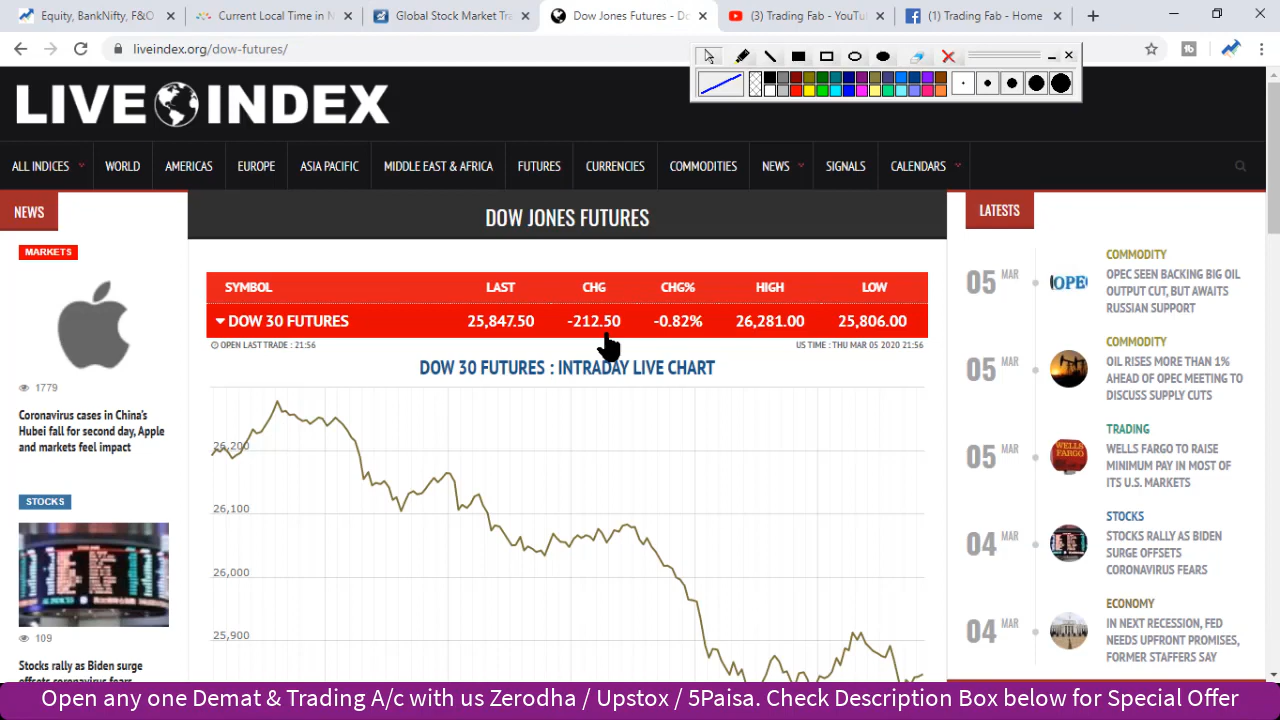 Equity, BankNifty, F&O
Current Local Time in N
Global Stock Market Tra
Dow Jones Futures - Do
(3) Trading Fab - YouTu
(1) Trading Fab - Home
liveindex.org/dow-futures/
LIVE INDEX
ALL INDICES
WORLD
AMERICAS
EUROPE
ASIA PACIFIC
MIDDLE EAST & AFRICA
FUTURES
CURRENCIES
COMMODITIES
NEWS
SIGNALS
CALENDARS
NEWS
MARKETS
1779
Coronavirus cases in China's
Hubei fall for second day, Apple
and markets feel impact
STOCKS
109
Stocks rally as Biden surge
offsets coronavirus fears
DOW JONES FUTURES
SYMBOL LAST CHG CHG% HIGH LOW
DOW 30 FUTURES 25,847.50 -212.50 -0.82% 26,281.00 25,806.00
OPEN LAST TRADE : 21:56
US TIME : THU MAR 05 2020 21:56
DOW 30 FUTURES : INTRADAY LIVE CHART
26,200
26,100
26,000
25,900
LATESTS
05 MAR
OPEC
COMMODITY
OPEC SEEN BACKING BIG OIL
OUTPUT CUT, BUT AWAITS
RUSSIAN SUPPORT
05 MAR
COMMODITY
OIL RISES MORE THAN 1%
AHEAD OF OPEC MEETING TO
DISCUSS SUPPLY CUTS
05 MAR
WELLS
FARGO
TRADING
WELLS FARGO TO RAISE
MINIMUM PAY IN MOST OF
ITS U.S. MARKETS
04 MAR
STOCKS
STOCKS RALLY AS BIDEN
SURGE OFFSETS
CORONAVIRUS FEARS
04 MAR
ECONOMY
IN NEXT RECESSION, FED
NEEDS UPFRONT PROMISES,
FORMER STAFFERS SAY
Open any one Demat & Trading A/c with us Zerodha / Upstox / 5Paisa. Check Description Box below for Special Offer